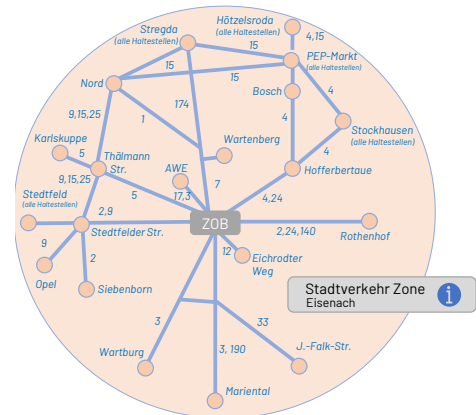 Hötzelsroda
(alle Haltestellen)
Stregda
(alle Haltestellen)
4,15
15
PEP-Markt
(alle Haltestellen)
15
15
Nord
Bosch
4
174
9,15,25
1
4
Stockhausen
(alle Haltestellen)
Karlskuppe
Wartenberg
4
5
Thälmann
Str.
AWE
Hofferbertaue
9,15,25
7
Stedtfeld
(alle Haltestellen)
5
17,3
4,24
2,9
ZOB
Stedtfelder Str.
2,24,140
Rothenhof
9
12
2
Eichrodter
Weg
Opel
Siebenborn
Stadtverkehr Zone
Eisenach
i
3
33
Wartburg
3, 190
J.-Falk-Str.
Mariental